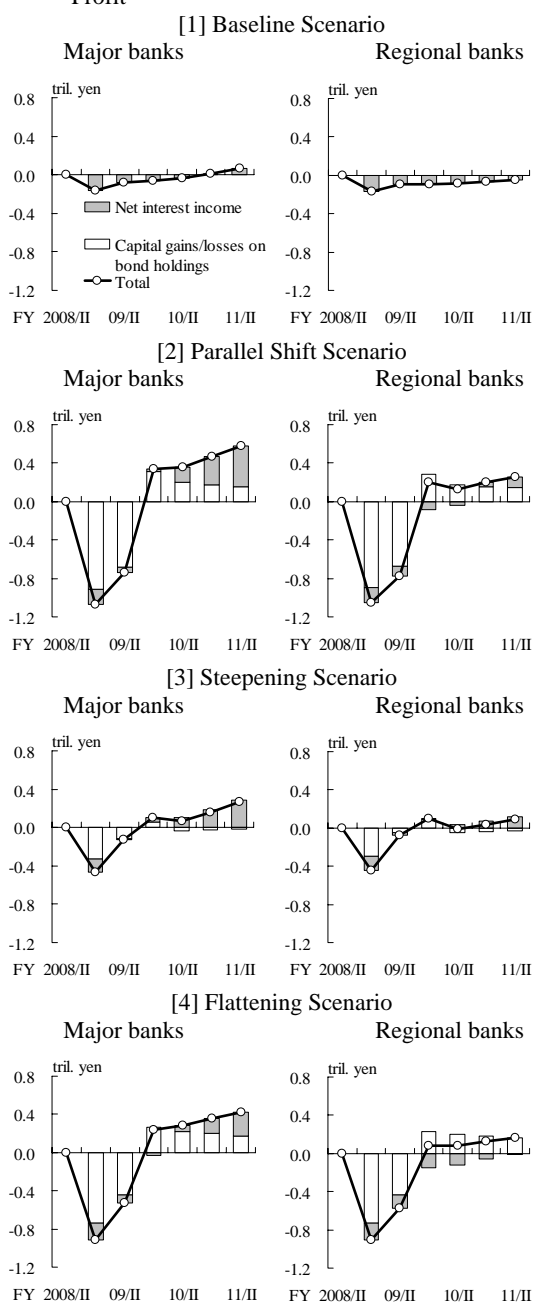 Profit
[1] Baseline Scenario
Major banks Regional banks
tril. yen tril. yen
0.8 0.8
0.4 0.4
0.0 0.0
-0.4 -0.4
-0.8 -0.8
-1.2 -1.2
Net interest income
Capital gains/losses on
bond holdings
Total
FY 2008/II 09/II 10/II 11/II FY 2008/II 09/II 10/II 11/II
[2] Parallel Shift Scenario
Major banks Regional banks
tril. yen tril. yen
0.8 0.8
0.4 0.4
0.0 0.0
-0.4 -0.4
-0.8 -0.8
-1.2 -1.2
FY 2008/II 09/II 10/II 11/II FY 2008/II 09/II 10/II 11/II
[3] Steepening Scenario
Major banks Regional banks
tril. yen tril. yen
0.8 0.8
0.4 0.4
0.0 0.0
-0.4 -0.4
-0.8 -0.8
-1.2 -1.2
FY 2008/II 09/II 10/II 11/II FY 2008/II 09/II 10/II 11/II
[4] Flattening Scenario
Major banks Regional banks
tril. yen tril. yen
0.8 0.8
0.4 0.4
0.0 0.0
-0.4 -0.4
-0.8 -0.8
-1.2 -1.2
FY 2008/II 09/II 10/II 11/II FY 2008/II 09/II 10/II 11/II